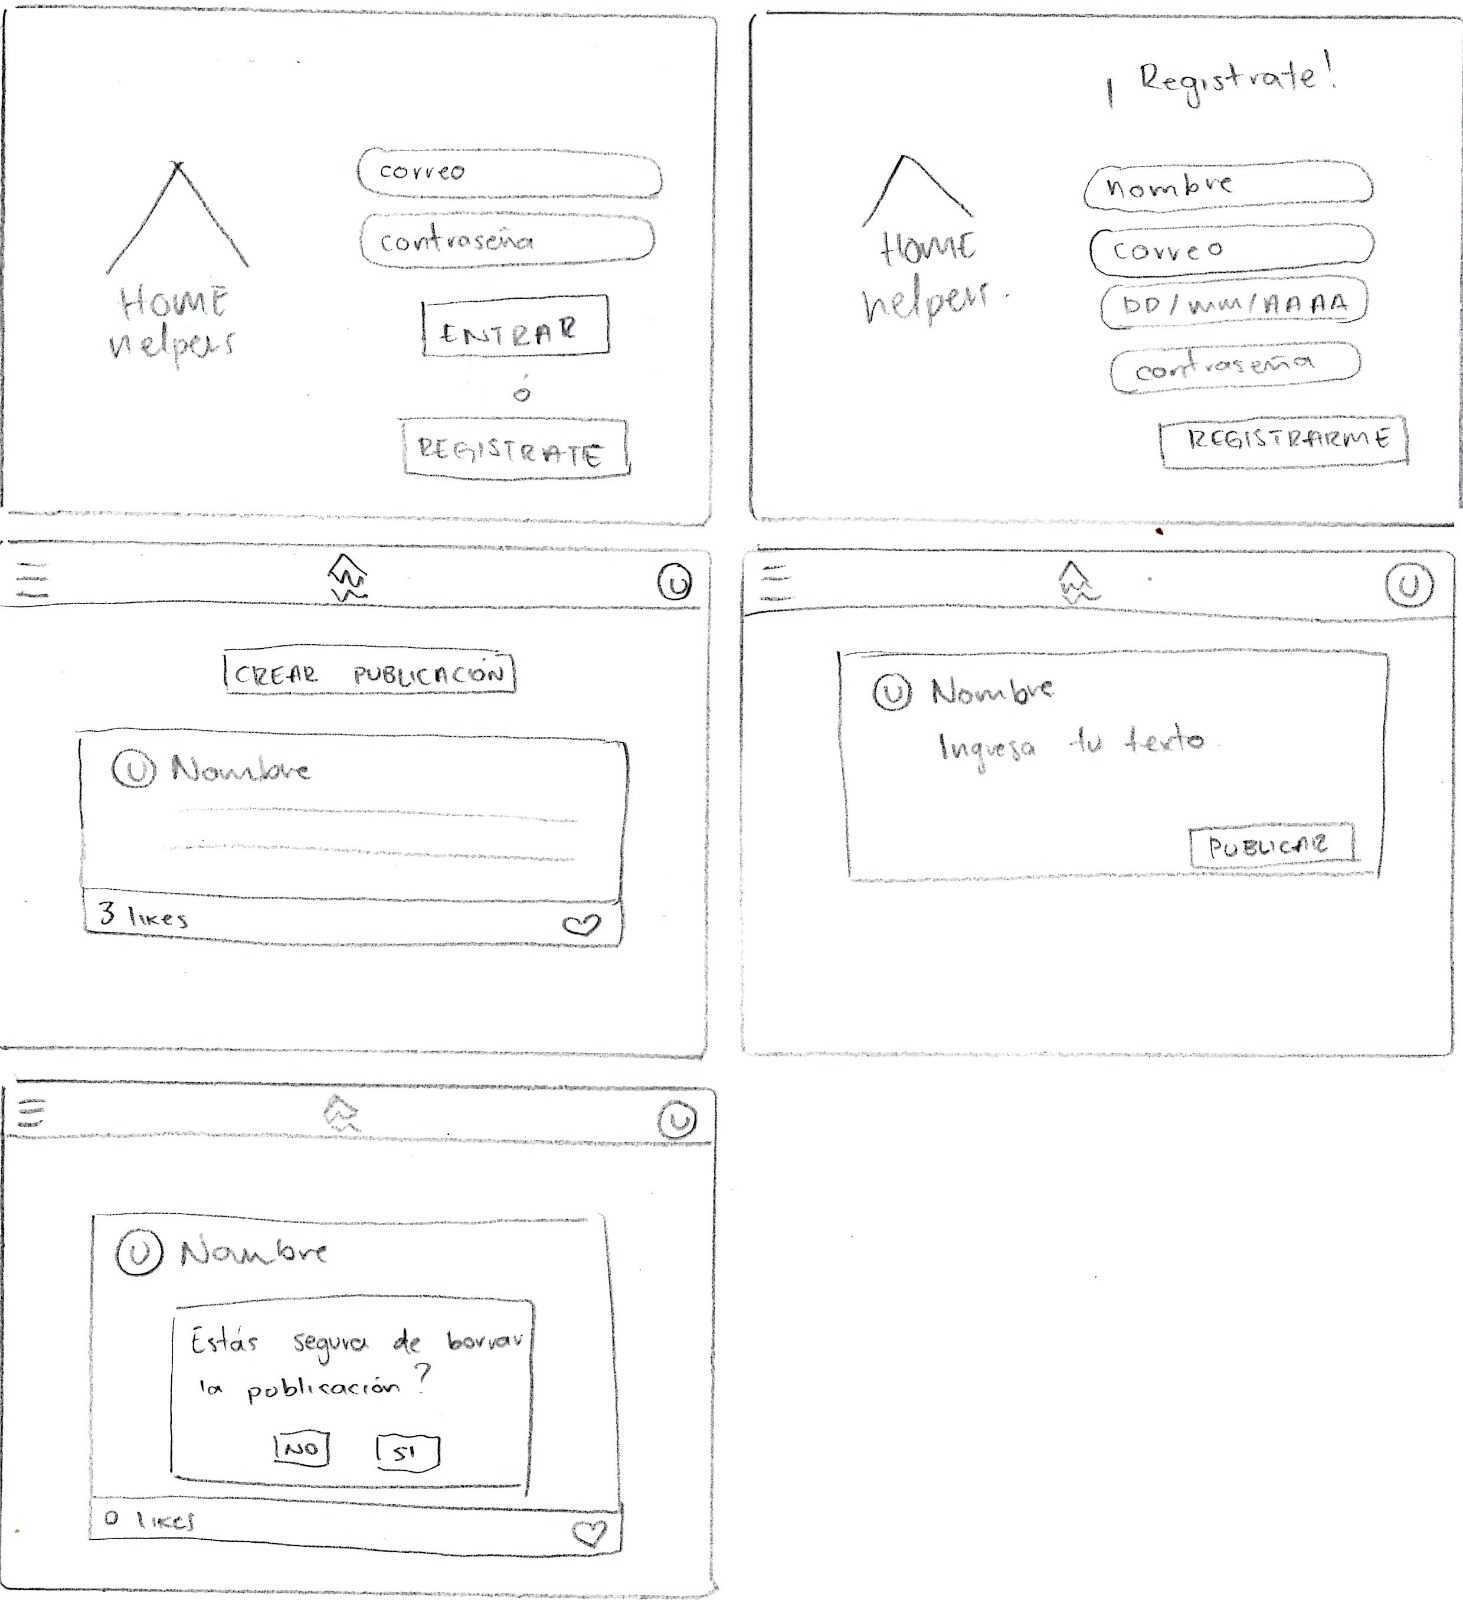 HOME
helpers
correo
contraseña
ENTRAR
ó
REGISTRATE
¡ Registrate!
HOME
helpers.
nombre
correo
DD/mm/AAAA
contraseña
REGISTRARME
U
CREAR PUBLICACIÓN
U Nombre
3 likes
U
U Nombre
Ingresa tu texto.
PUBLICAR
U
U Nombre
Estás segura de borrar
la publicación?
NO
SI
0 likes